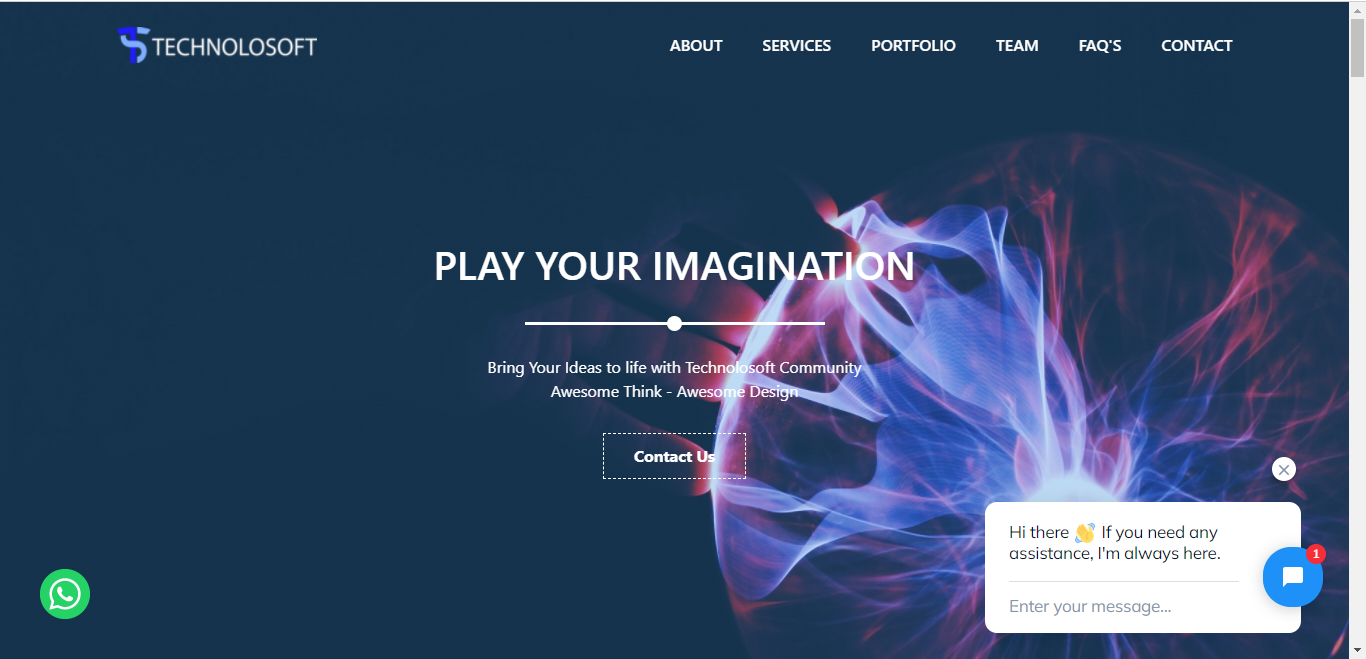 TECHNOLOSOFT
ABOUT SERVICES PORTFOLIO TEAM FAQ'S CONTACT
PLAY YOUR IMAGINATION
Bring Your Ideas to life with Technolosoft Community
Awesome Think - Awesome Design
Contact Us
Hi there 👋 If you need any
assistance, I'm always here.
1
Enter your message...